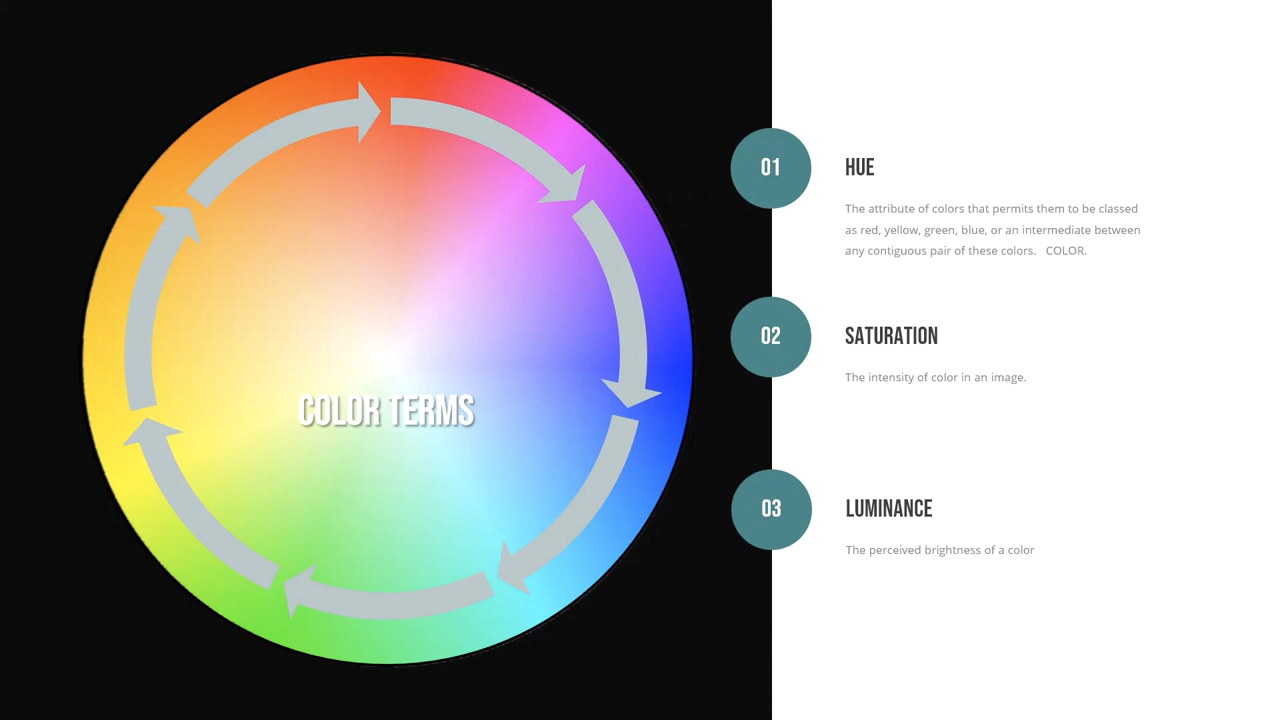 COLOR TERMS
01
HUE
The attribute of colors that permits them to be classed
as red, yellow, green, blue, or an intermediate between
any contiguous pair of these colors.   COLOR.
02
SATURATION
The intensity of color in an image.
03
LUMINANCE
The perceived brightness of a color